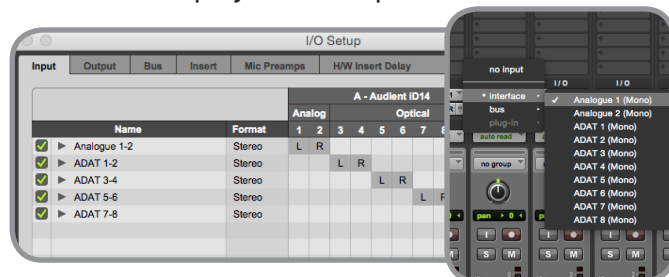 I/O Setup
Input Output Bus Insert Mic Preamps H/W Insert Delay
A - Audient iD14
Analog Optical
Name Format 1 2 3 4 5 6 7 8
Analogue 1-2 Stereo L R
ADAT 1-2 Stereo L R
ADAT 3-4 Stereo L R
ADAT 5-6 Stereo L
ADAT 7-8 Stereo
no input
I/O I/O
interface
bus
plug-in
✓ Analogue 1 (Mono)
Analogue 2 (Mono)
ADAT 1 (Mono)
ADAT 2 (Mono)
ADAT 3 (Mono)
ADAT 4 (Mono)
ADAT 5 (Mono)
ADAT 6 (Mono)
ADAT 7 (Mono)
ADAT 8 (Mono)
auto read
no group
pan 0
I I I
S M S M S M